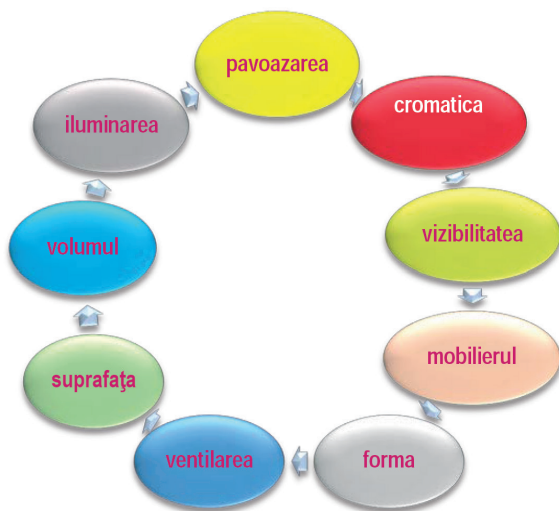 pavoazarea
cromatica
vizibilitatea
mobilierul
forma
ventilarea
suprafaţa
volumul
iluminarea